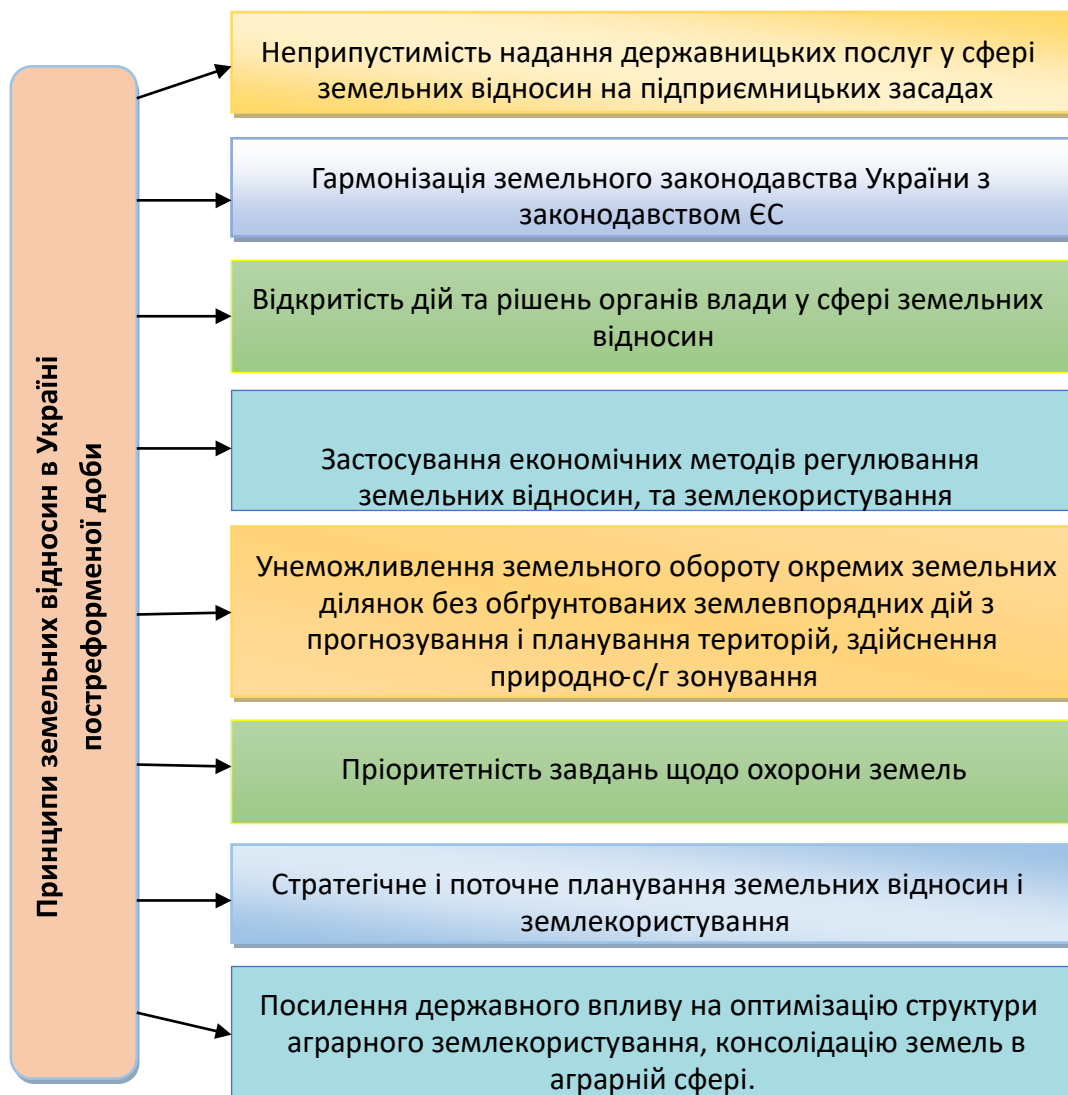 Принципи земельних відносин в Україні
постреформеної доби
Неприпустимість надання державницьких послуг у сфері
земельних відносин на підприємницьких засадах
Гармонізація земельного законодавства України з
законодавством ЄС
Відкритість дій та рішень органів влади у сфері земельних
відносин
Застосування економічних методів регулювання
земельних відносин, та землекористування
Унеможливлення земельного обороту окремих земельних
ділянок без обґрунтованих землевпорядних дій з
прогнозування і планування територій, здійснення
природно-с/г зонування
Пріоритетність завдань щодо охорони земель
Стратегічне і поточне планування земельних відносин і
землекористування
Посилення державного впливу на оптимізацію структури
аграрного землекористування, консолідацію земель в
аграрній сфері.